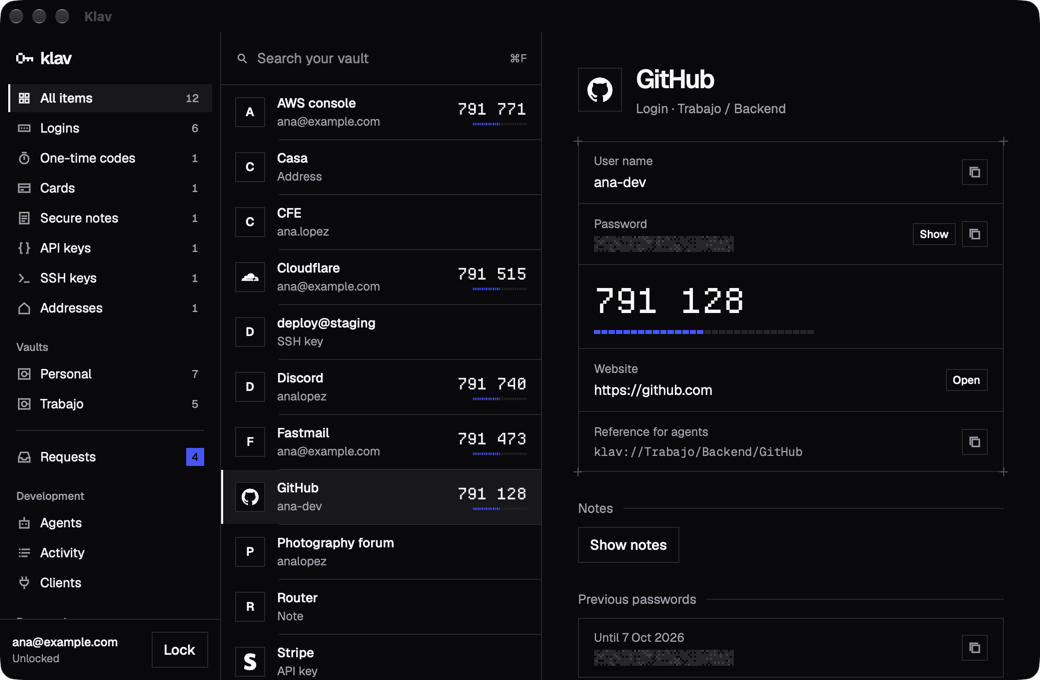 Klav
klav
All items 12
Logins 6
One-time codes 1
Cards 1
Secure notes 1
API keys 1
SSH keys 1
Addresses 1
Vaults
Personal 7
Trabajo 5
Requests 4
Development
Agents
Activity
Clients
ana@example.com
Unlocked
Lock
Search your vault ⌘F
A
AWS console
ana@example.com
791 771
C
Casa
Address
C
CFE
ana.lopez
Cloudflare
ana@example.com
791 515
D
deploy@staging
SSH key
D
Discord
analopez
791 740
F
Fastmail
ana@example.com
791 473
GitHub
ana-dev
791 128
P
Photography forum
analopez
R
Router
Note
S
Stripe
API key
GitHub
Login · Trabajo / Backend
User name
ana-dev
Password
Show
791 128
Website
https://github.com
Open
Reference for agents
klav://Trabajo/Backend/GitHub
Notes
Show notes
Previous passwords
Until 7 Oct 2026